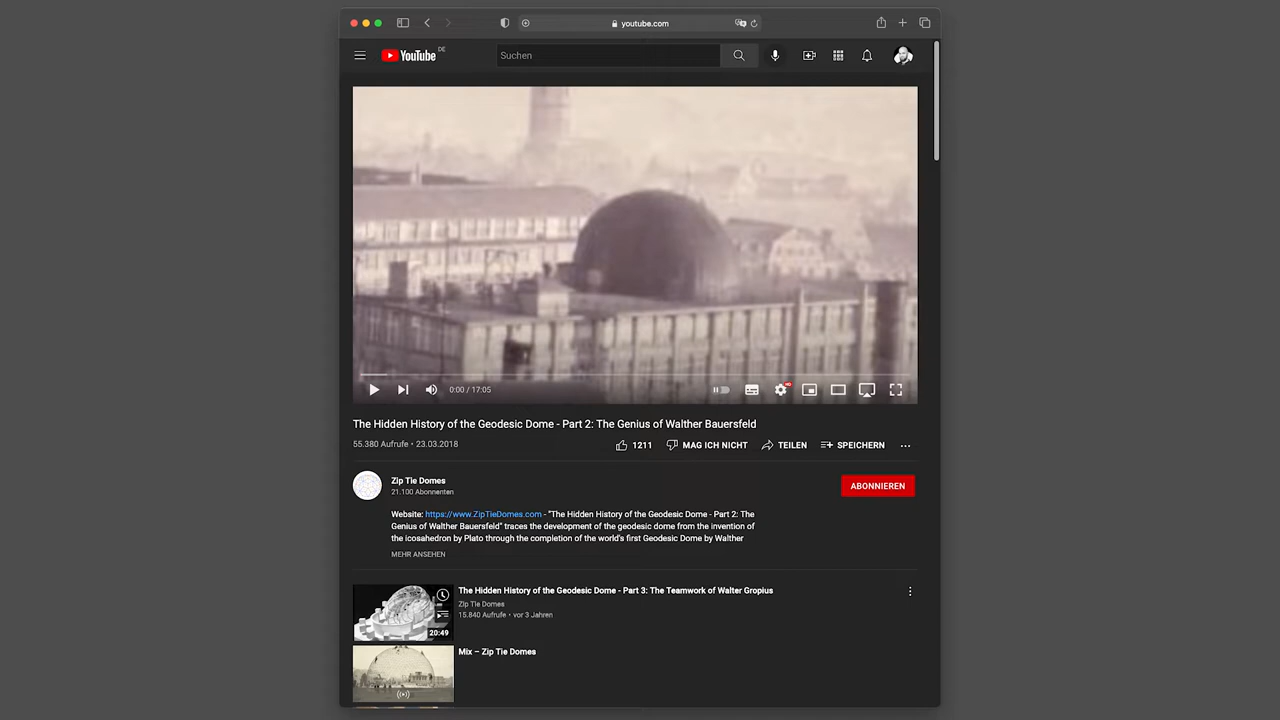 youtube.com
YouTube DE
Suchen
0:00 / 17:05
HD
The Hidden History of the Geodesic Dome - Part 2: The Genius of Walther Bauersfeld
55.380 Aufrufe • 23.03.2018
1211 MAG ICH NICHT TEILEN SPEICHERN
Zip Tie Domes
21.100 Abonnenten
ABONNIEREN
Website: https://www.ZipTieDomes.com - "The Hidden History of the Geodesic Dome - Part 2: The
Genius of Walther Bauersfeld" traces the development of the geodesic dome from the invention of
the icosahedron by Plato through the completion of the world's first Geodesic Dome by Walther
MEHR ANSEHEN
The Hidden History of the Geodesic Dome - Part 3: The Teamwork of Walter Gropius
Zip Tie Domes
15.840 Aufrufe • vor 3 Jahren
20:49
Mix – Zip Tie Domes